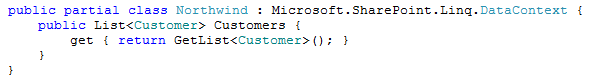 public partial class Northwind : Microsoft.SharePoint.Linq.DataContext {
    public List<Customer> Customers {
        get { return GetList<Customer>(); }
    }
}